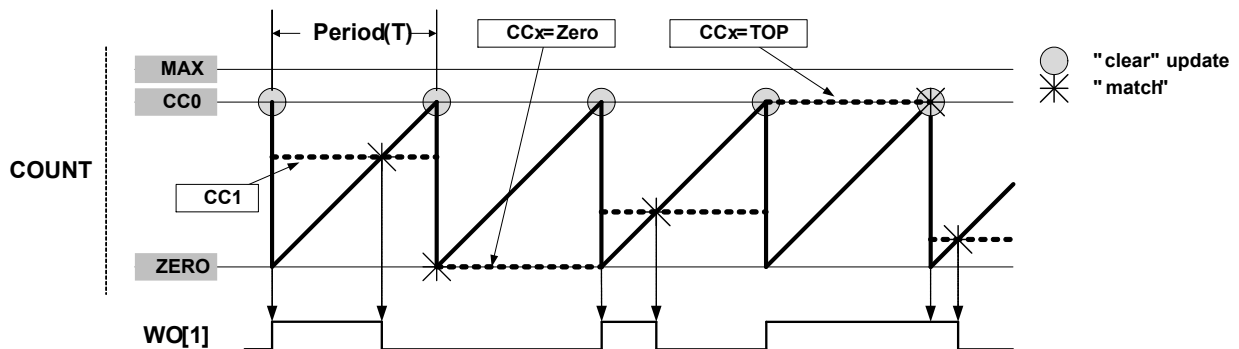 Period(T)
CCx=Zero
CCx=TOP
"clear" update
"match"
MAX
CC0
COUNT
CC1
ZERO
WO[1]